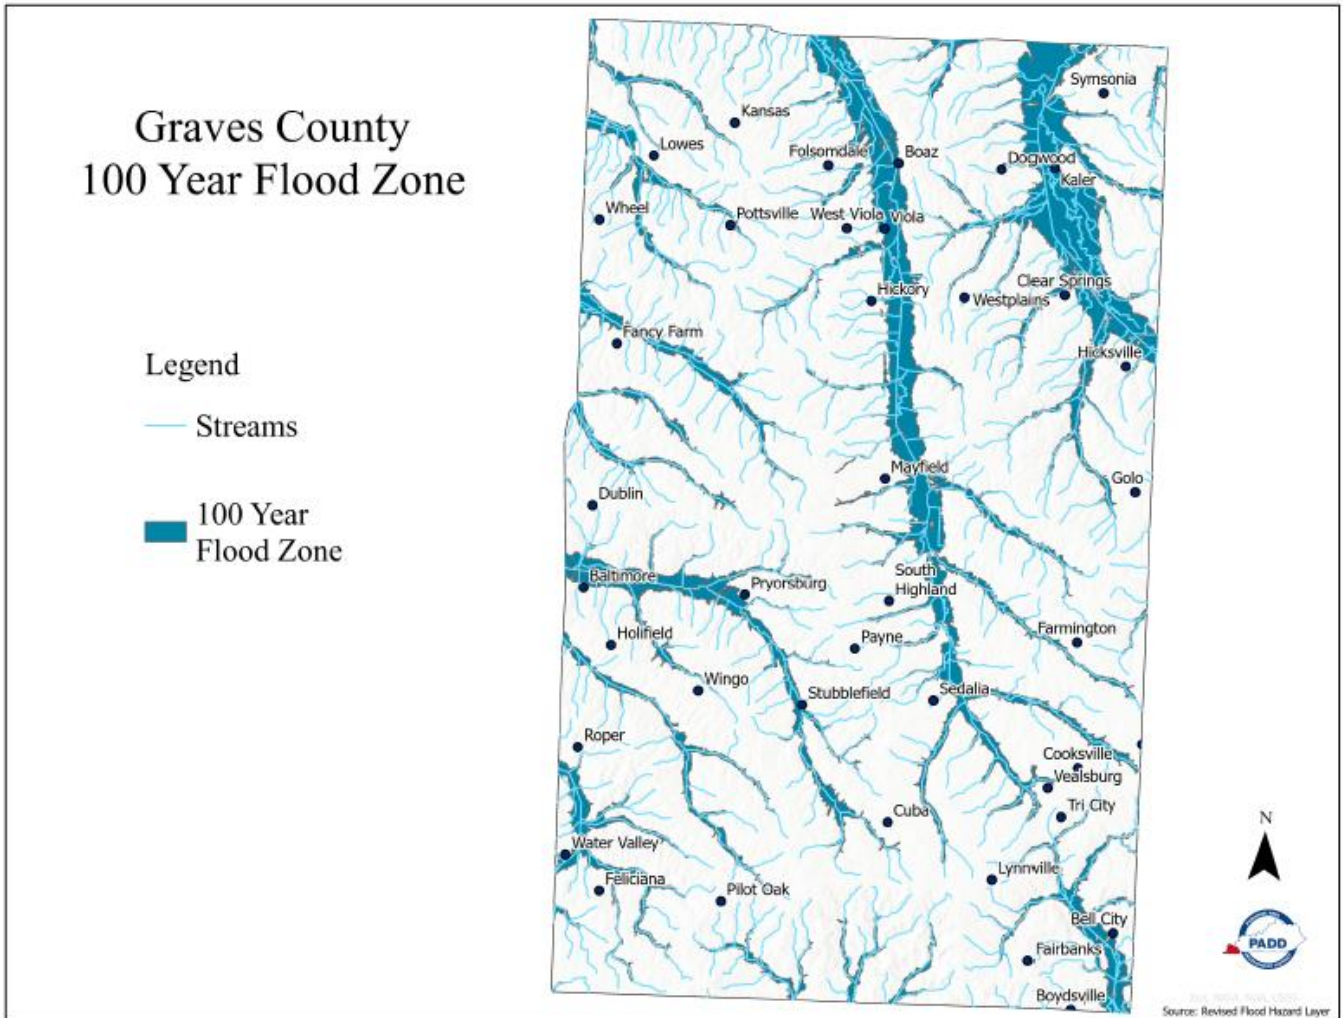 Graves County
100 Year Flood Zone
Legend
Streams
100 Year
Flood Zone
Symsonia
Kansas
Lowes
Folsomdale
Boaz
Dogwood
Kaler
Wheel
Pottsville
West Viola
Viola
Hickory
Westplains
Clear Springs
Fancy Farm
Hicksville
Mayfield
Golo
Dublin
Baltimore
Pryorsburg
South
Highland
Holifield
Payne
Farmington
Wingo
Stubblefield
Sedalia
Roper
Cooksville
Vealsburg
Tri City
Cuba
Water Valley
Lynnville
Feliciana
Pilot Oak
Bell City
Fairbanks
Boydsville
N
PADD
Source: Revised Flood Hazard Layer